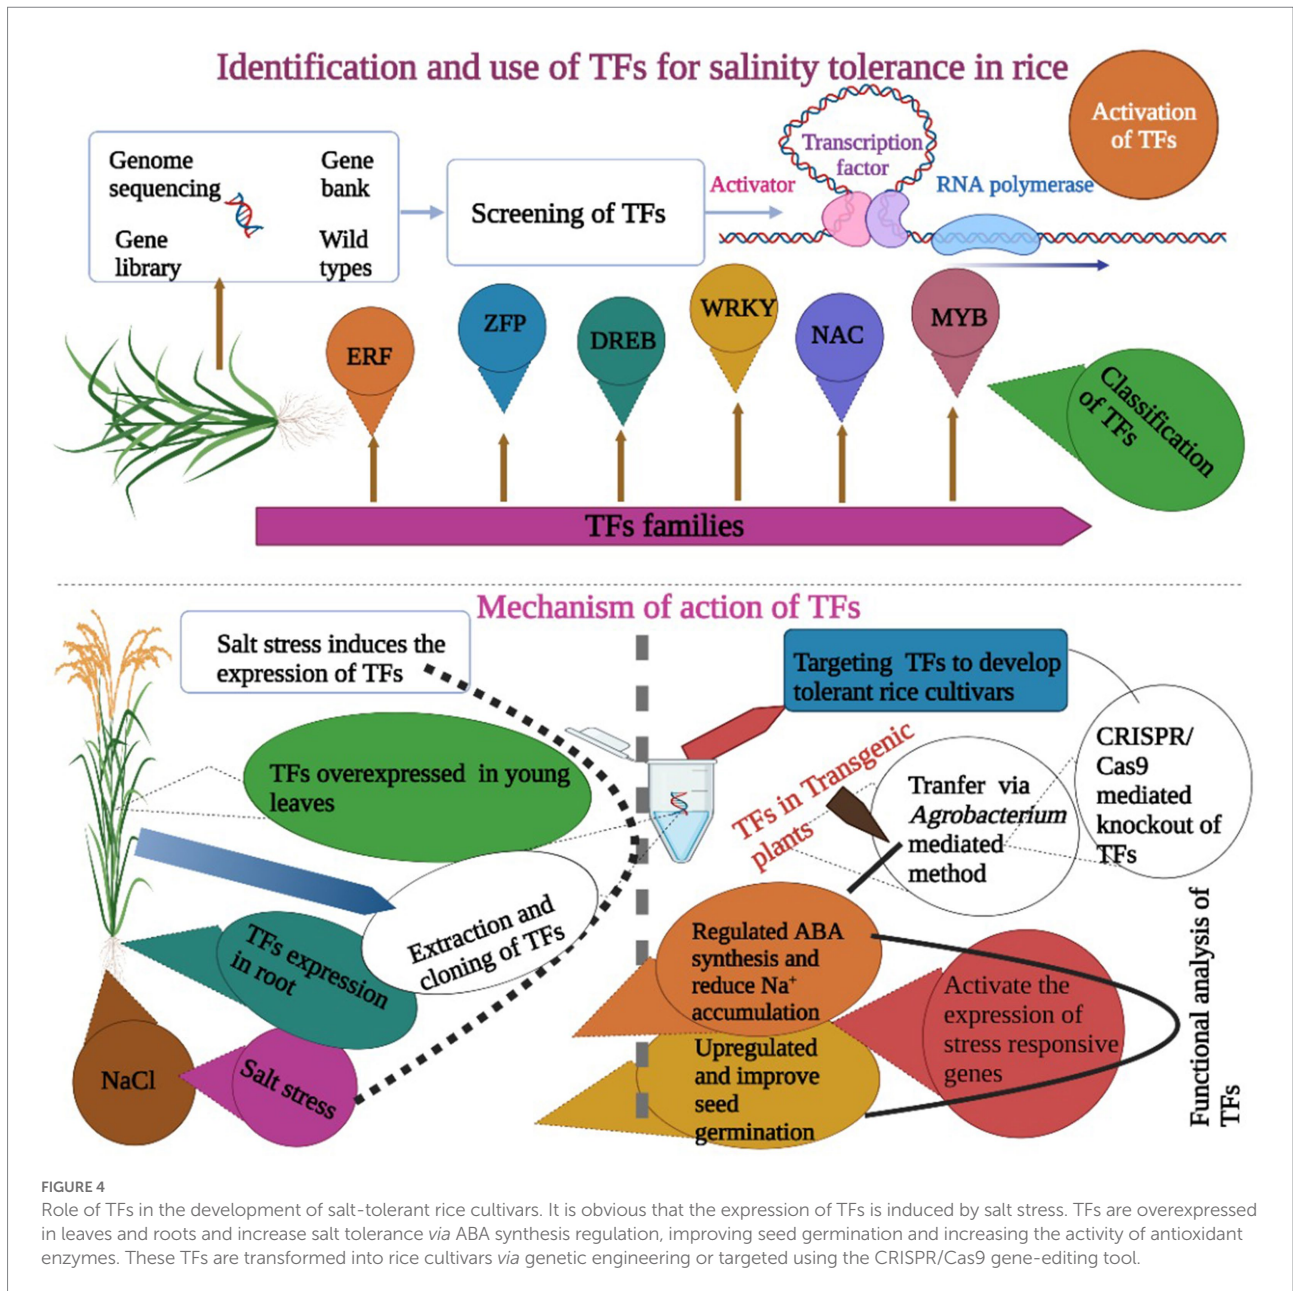 Identification and use of TFs for salinity tolerance in rice
Activation
of TFs
Genome
sequencing
Gene
bank
Gene
library
Wild
types
Screening of TFs
Activator
Transcription
factor
RNA polymerase
ERF
ZFP
DREB
WRKY
NAC
MYB
Classification
of TFs
TFs families
Mechanism of action of TFs
Salt stress induces the
expression of TFs
TFs overexpressed in young
leaves
Extraction and
cloning of TFs
TFs expression
in root
NaCl
Salt stress
Targeting TFs to develop
tolerant rice cultivars
TFs in Transgenic
plants
Tranfer via
Agrobacterium
mediated
method
CRISPR/
Cas9
mediated
knockout of
TFs
Regulated ABA
synthesis and
reduce Na⁺
accumulation
Upregulated
and improve
seed
germination
Activate the
expression of
stress responsive
genes
Functional analysis of
TFs
FIGURE 4
Role of TFs in the development of salt-tolerant rice cultivars. It is obvious that the expression of TFs is induced by salt stress. TFs are overexpressed
in leaves and roots and increase salt tolerance via ABA synthesis regulation, improving seed germination and increasing the activity of antioxidant
enzymes. These TFs are transformed into rice cultivars via genetic engineering or targeted using the CRISPR/Cas9 gene-editing tool.